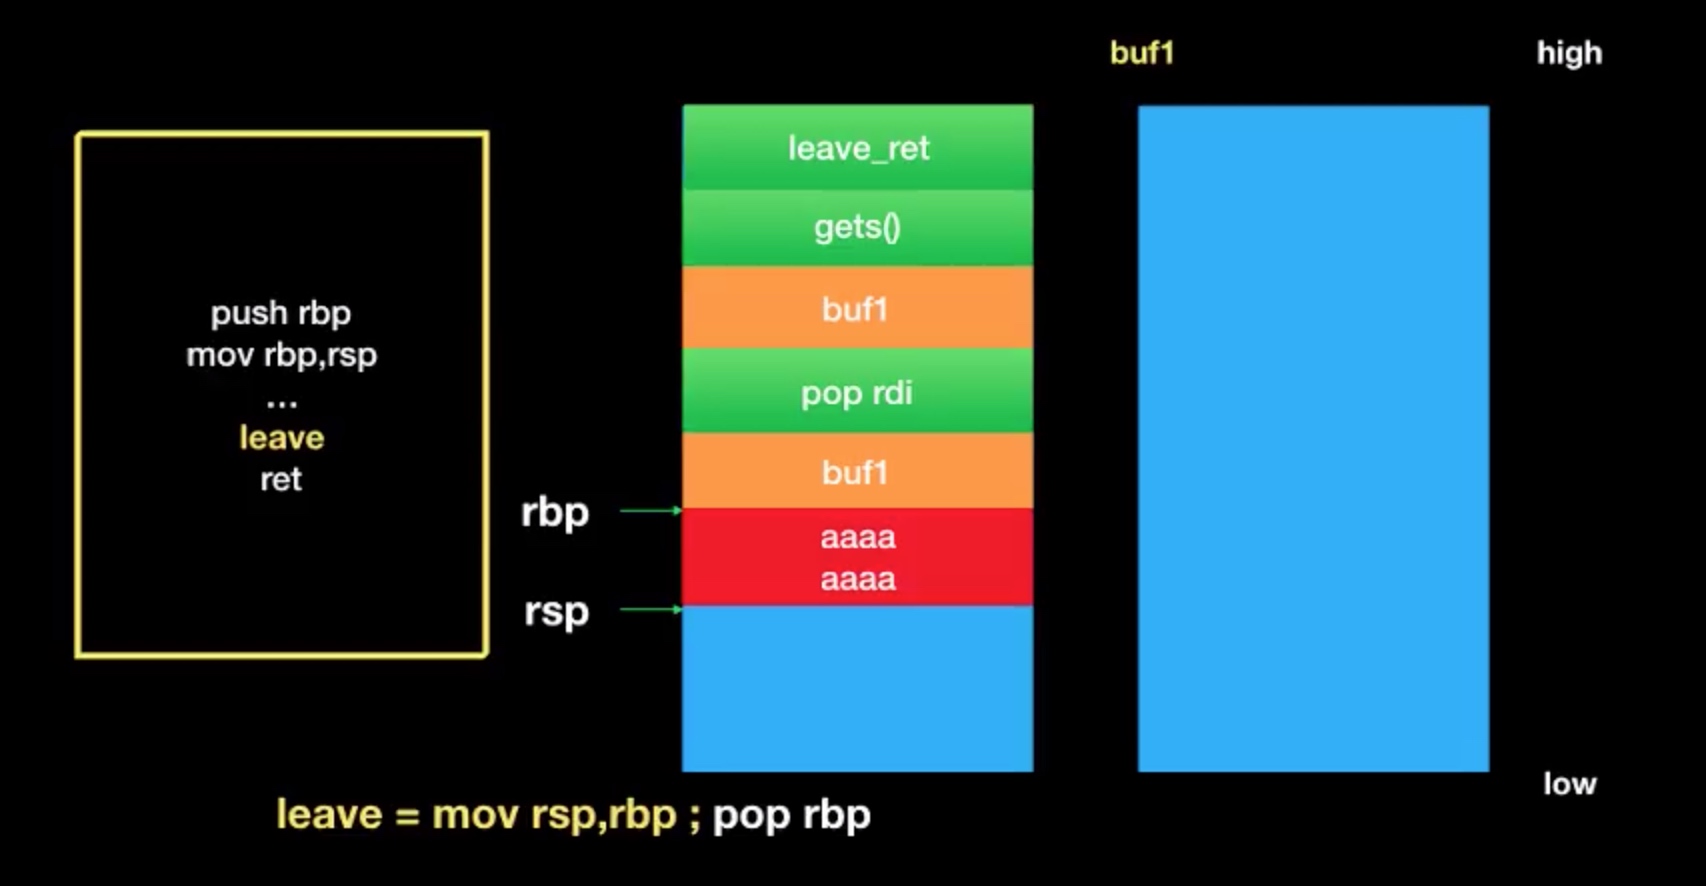 buf1
high
push rbp
mov rbp,rsp
...
leave
ret
leave_ret
gets()
buf1
pop rdi
buf1
rbp
aaaa
aaaa
rsp
low
leave = mov rsp,rbp ; pop rbp